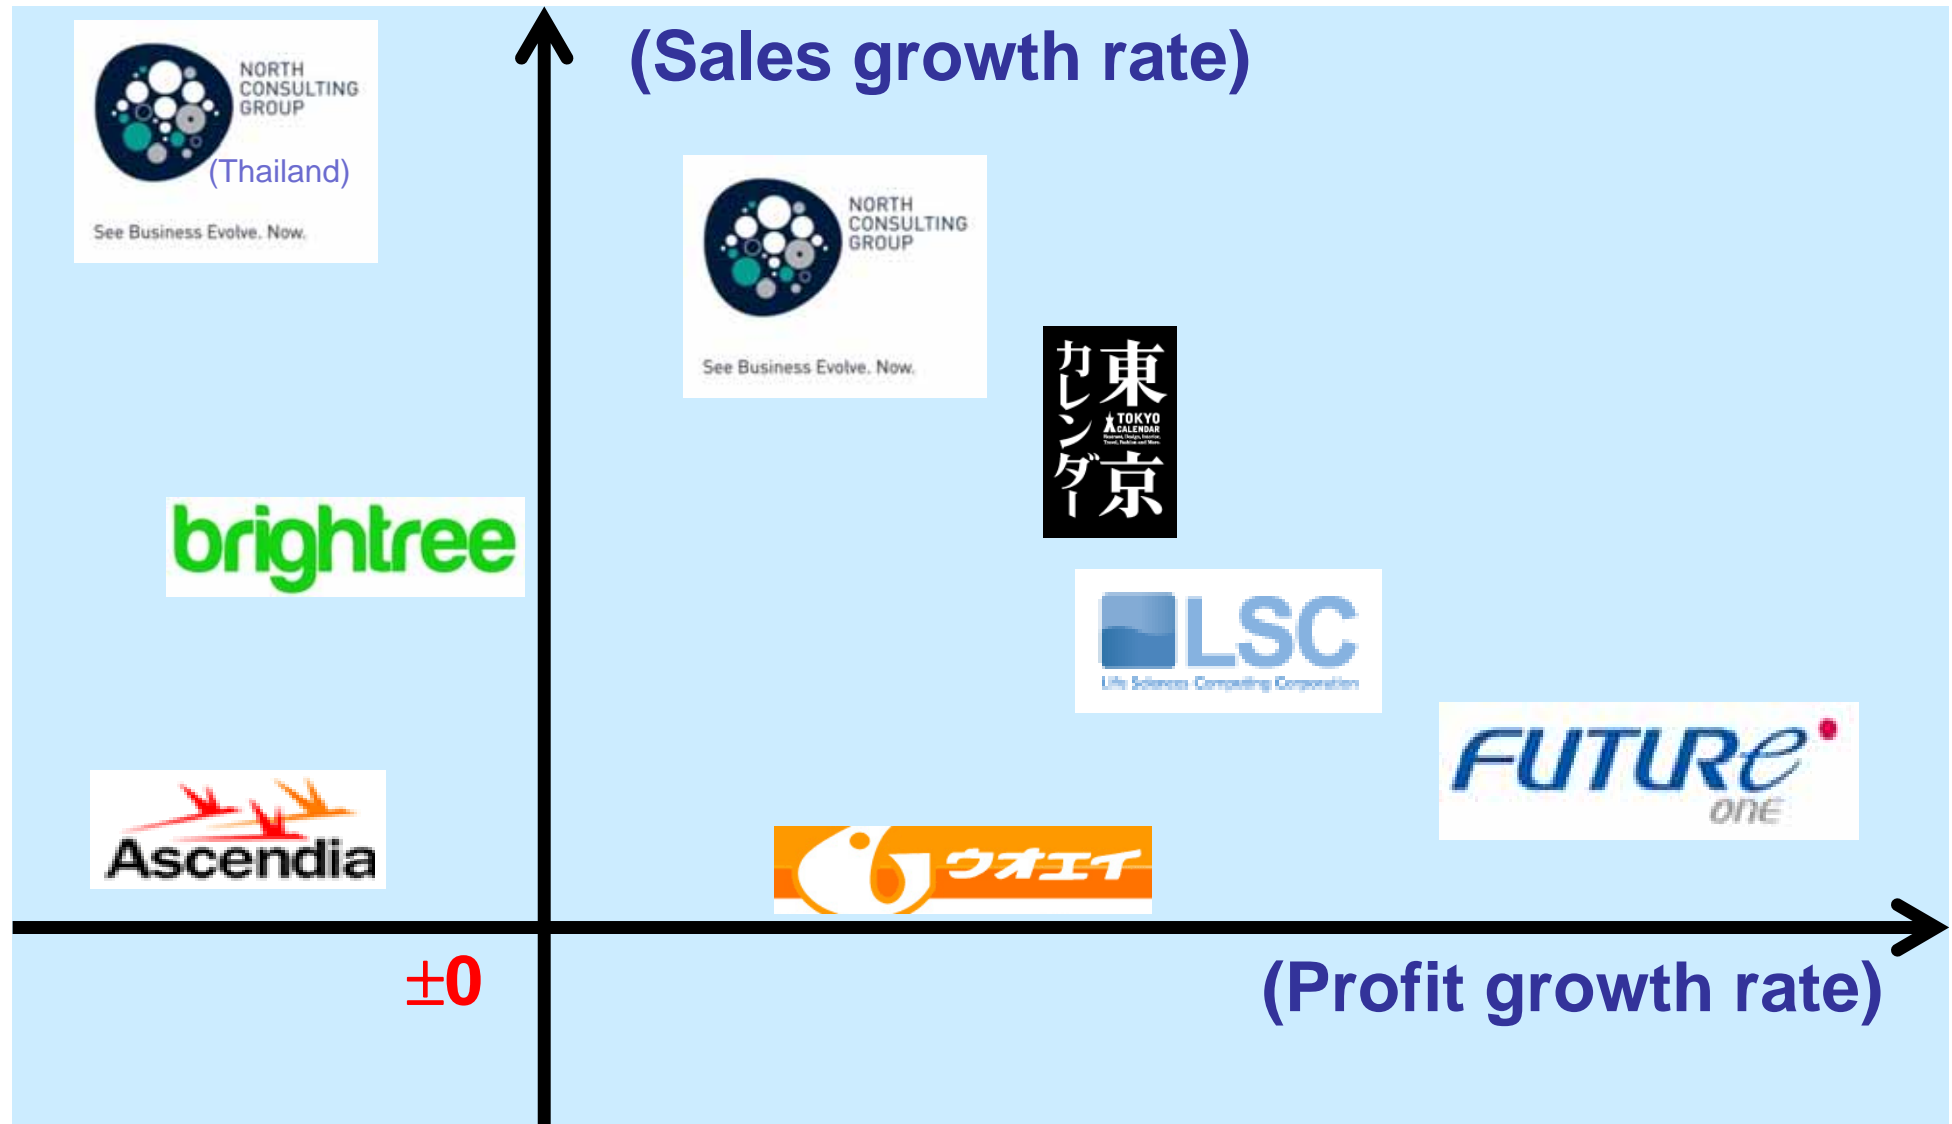 (Sales growth rate)
NORTH
CONSULTING
GROUP
(Thailand)
See Business Evolve. Now.
NORTH
CONSULTING
GROUP
See Business Evolve. Now.
東京
カレンダー
TOKYO
CALENDAR
brightree
LSC
Life Sciences Computing Corporation
FUTURe
one
Ascendia
ウオエイ
±0
(Profit growth rate)